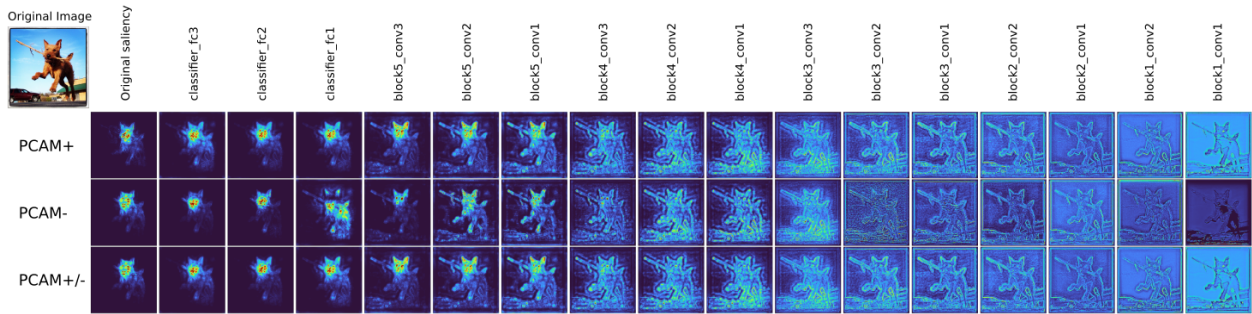 Original Image
Original saliency
classifier_fc3
classifier_fc2
classifier_fc1
block5_conv3
block5_conv2
block5_conv1
block4_conv3
block4_conv2
block4_conv1
block3_conv3
block3_conv2
block3_conv1
block2_conv2
block2_conv1
block1_conv2
block1_conv1
PCAM+
PCAM-
PCAM+/-